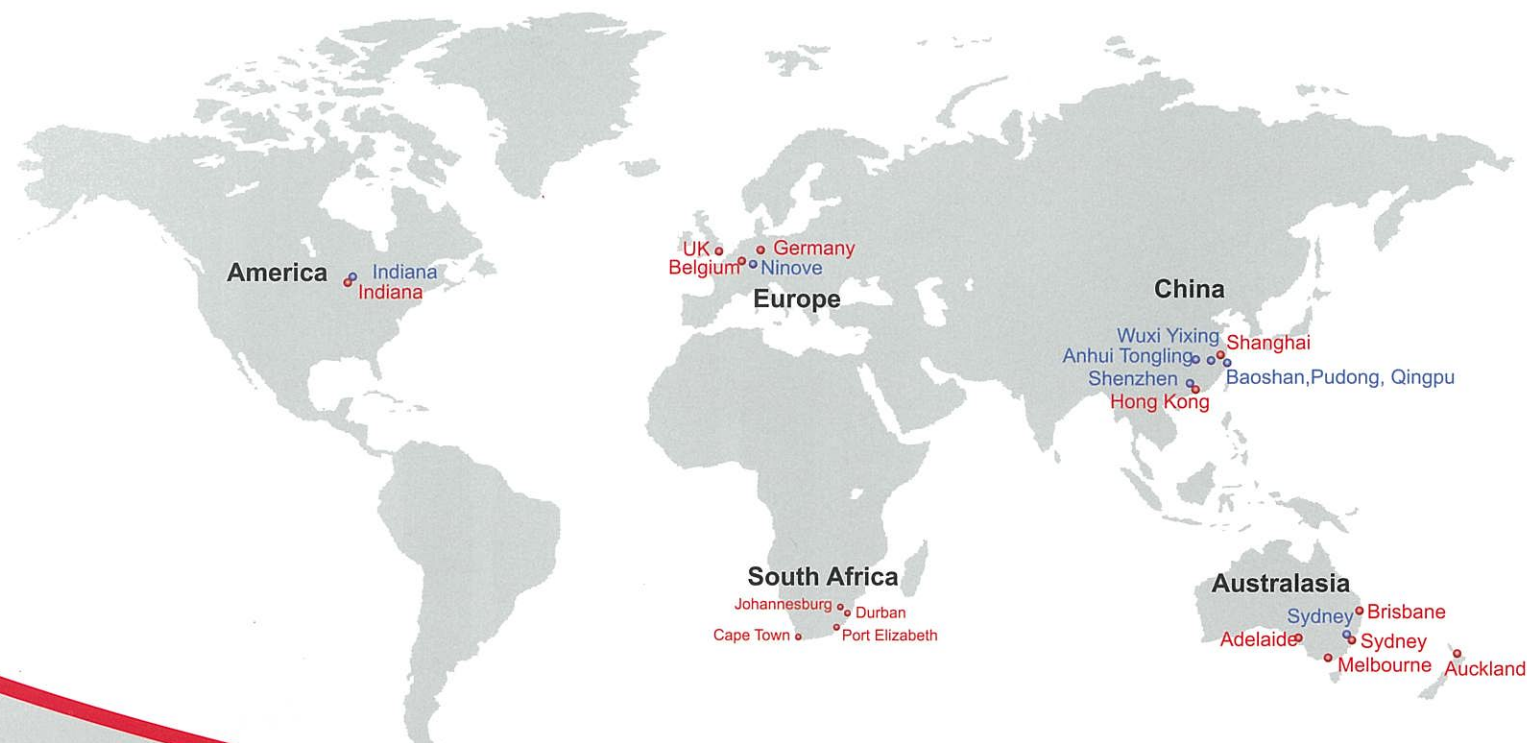 America
Indiana
Indiana
UK
Germany
Belgium
Ninove
Europe
China
Wuxi Yixing
Shanghai
Anhui Tongling
Shenzhen
Baoshan,Pudong, Qingpu
Hong Kong
South Africa
Johannesburg
Durban
Cape Town
Port Elizabeth
Australasia
Sydney
Brisbane
Adelaide
Sydney
Melbourne
Auckland